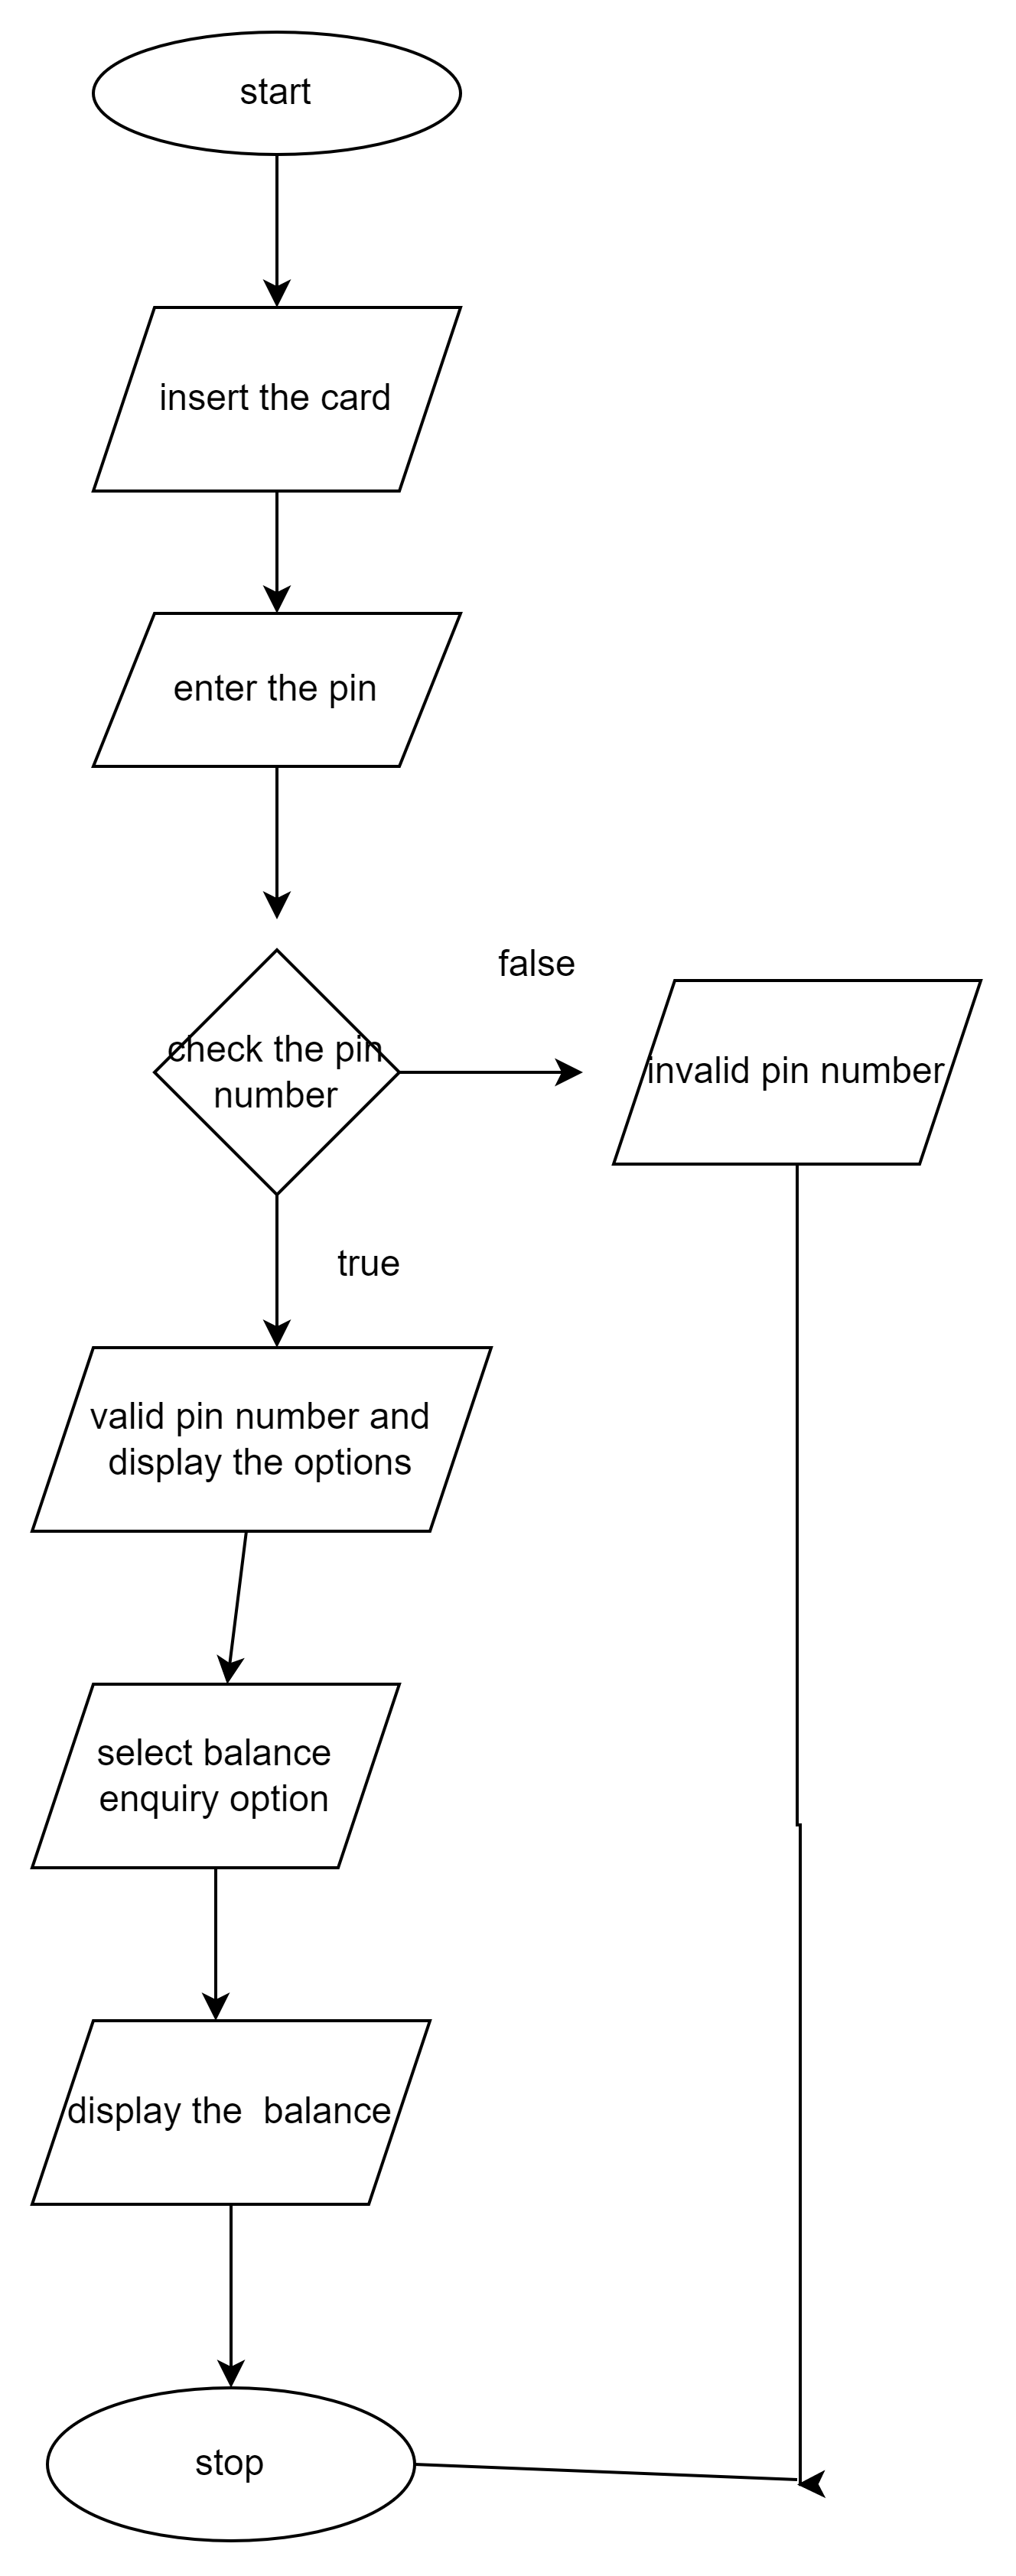 start
insert the card
enter the pin
false
check the pin
number
invalid pin number
true
valid pin number and
display the options
select balance
enquiry option
display the  balance
stop